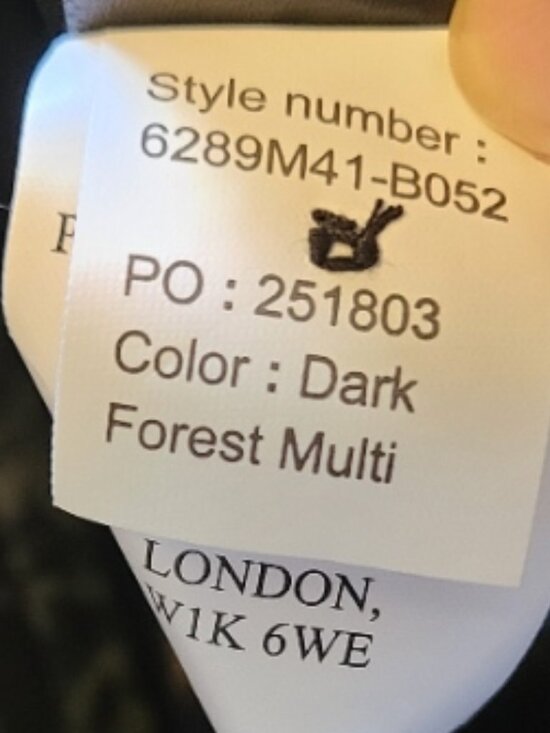 Style number :
6289M41-B052
PO : 251803
Color : Dark
Forest Multi
P
LONDON,
W1K 6WE